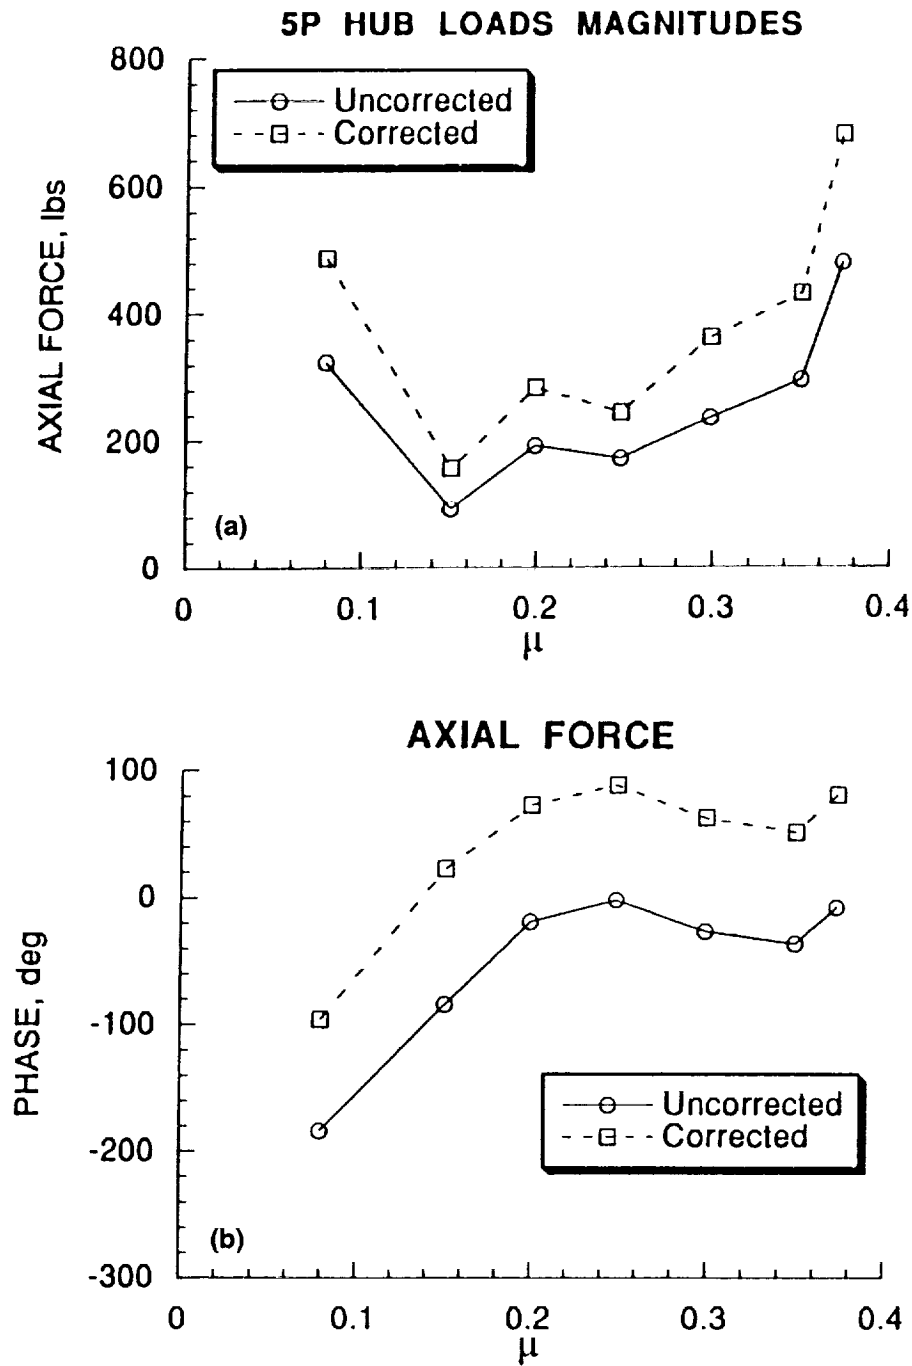 5P HUB LOADS MAGNITUDES
800
600
400
200
0
AXIAL FORCE, lbs
Uncorrected
Corrected
(a)
0 0.1 0.2 0.3 0.4
μ
AXIAL FORCE
100
0
-100
-200
-300
PHASE, deg
Uncorrected
Corrected
(b)
0 0.1 0.2 0.3 0.4
μ